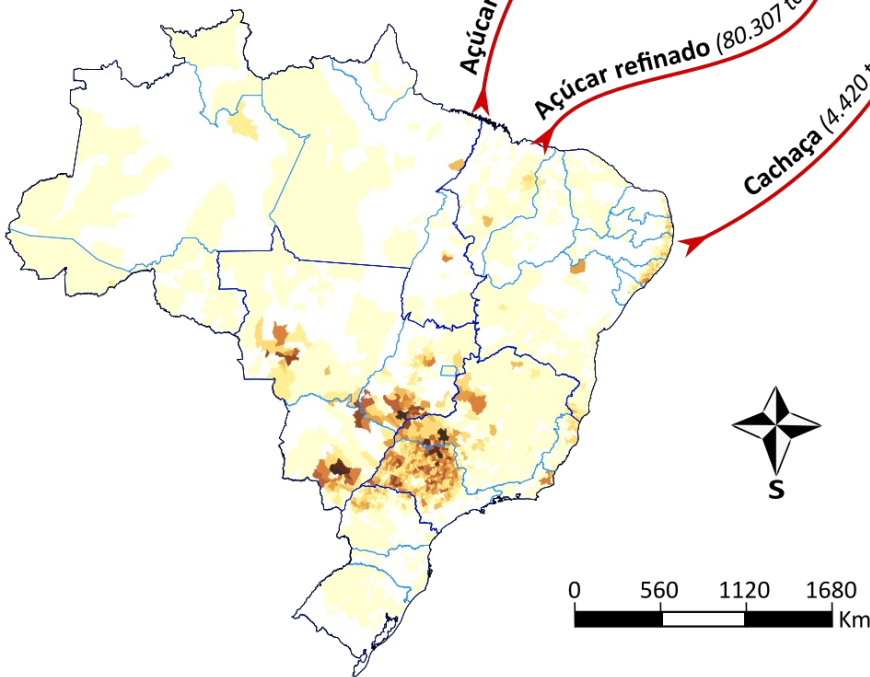 Açúcar
Açúcar refinado (80.307
Cachaça (4.420
S
0 560 1120 1680
Km